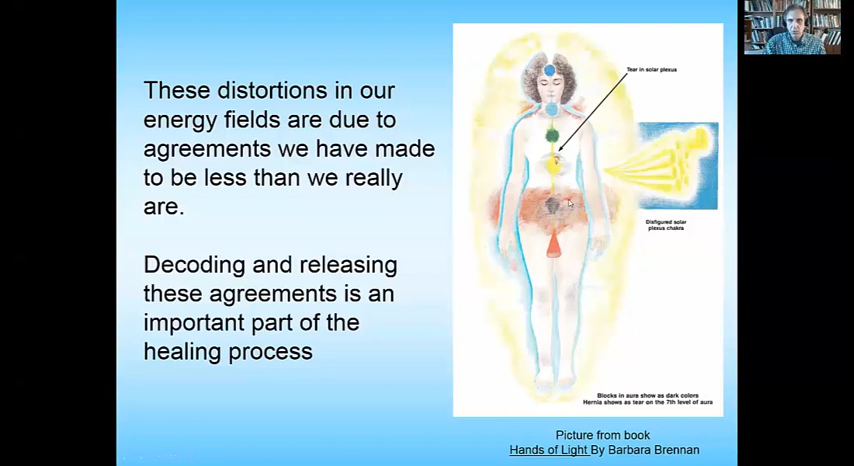 These distortions in our
energy fields are due to
agreements we have made
to be less than we really
are.
Decoding and releasing
these agreements is an
important part of the
healing process
Tear in solar plexus
Disfigured solar
plexus chakra
Blocks in aura show as dark colors
Hernia shows as tear on the 7th level of aura
Picture from book
Hands of Light By Barbara Brennan